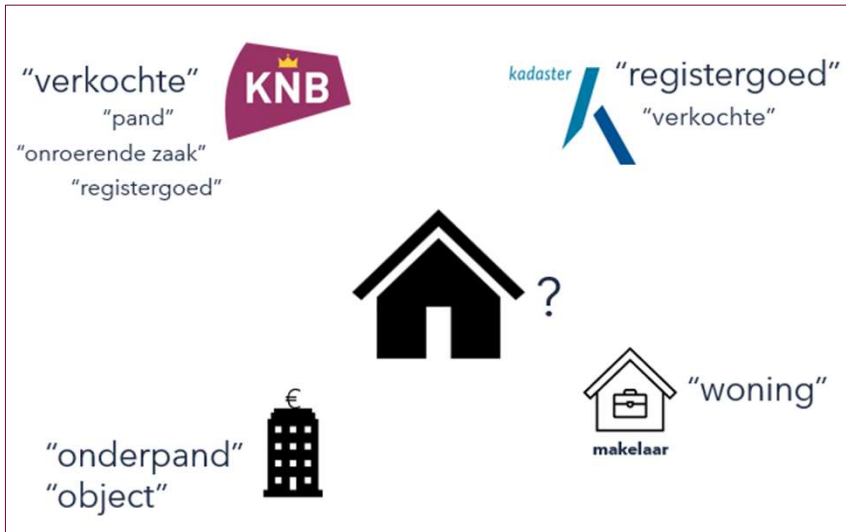 “verkochte”
“pand”
“onroerende zaak”
“registergoed”
KNB
kadaster
“registergoed”
“verkochte”
?
€
“onderpand”
“object”
“woning”
makelaar